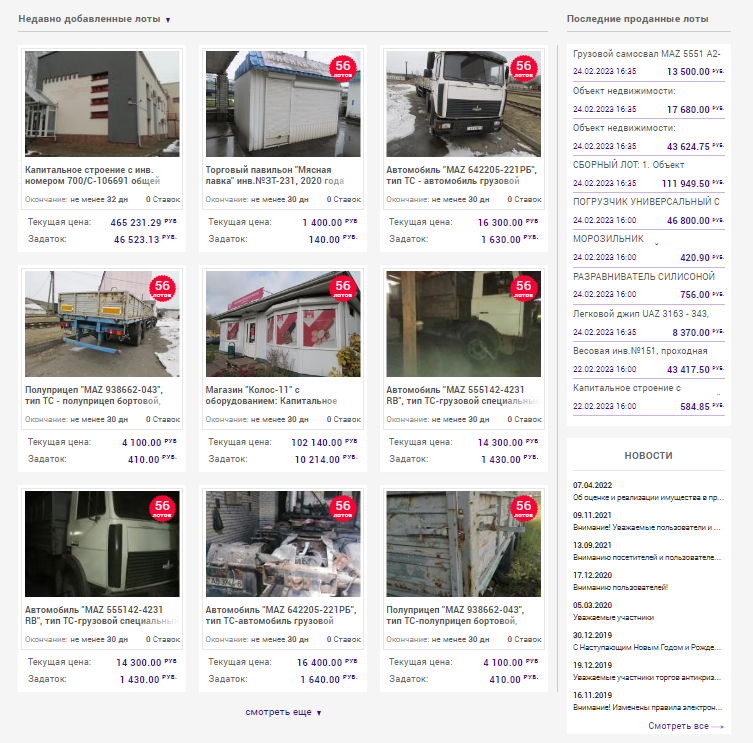 Недавно добавленные лоты ▼
Капитальное строение с инв.
номером 700/С-106691 общей
Окончание: не менее 32 дн 0 Ставок
Текущая цена: 465 231.29 РУБ
Задаток: 46 523.13 РУБ.
56
ЛОТОВ
Торговый павильон "Мясная
лавка" инв.№ЗТ-231, 2020 года
Окончание: не менее 30 дн 0 Ставок
Текущая цена: 1 400.00 РУБ
Задаток: 140.00 РУБ.
56
ЛОТОВ
Автомобиль "MAZ 642205-221РБ",
тип ТС - автомобиль грузовой
Окончание: не менее 30 дн 0 Ставок
Текущая цена: 16 300.00 РУБ
Задаток: 1 630.00 РУБ.
56
ЛОТОВ
Полуприцеп "MAZ 938662-043",
тип ТС - полуприцеп бортовой,
Окончание: не менее 30 дн 0 Ставок
Текущая цена: 4 100.00 РУБ
Задаток: 410.00 РУБ.
56
ЛОТОВ
Магазин "Колос-11" с
оборудованием: Капитальное
Окончание: не менее 30 дн 0 Ставок
Текущая цена: 102 140.00 РУБ
Задаток: 10 214.00 РУБ.
56
ЛОТОВ
Автомобиль "MAZ 555142-4231
RB", тип ТС-грузовой специальный
Окончание: не менее 30 дн 0 Ставок
Текущая цена: 14 300.00 РУБ
Задаток: 1 430.00 РУБ.
56
ЛОТОВ
Автомобиль "MAZ 555142-4231
RB", тип ТС-грузовой специальный
Окончание: не менее 30 дн 0 Ставок
Текущая цена: 14 300.00 РУБ
Задаток: 1 430.00 РУБ.
56
ЛОТОВ
Автомобиль "MAZ 642205-221РБ",
тип ТС-автомобиль грузовой
Окончание: не менее 30 дн 0 Ставок
Текущая цена: 16 400.00 РУБ
Задаток: 1 640.00 РУБ.
56
ЛОТОВ
Полуприцеп "MAZ 938662-043",
тип ТС-полуприцеп бортовой,
Окончание: не менее 30 дн 0 Ставок
Текущая цена: 4 100.00 РУБ
Задаток: 410.00 РУБ.
смотреть еще ▼
Последние проданные лоты
Грузовой самосвал MAZ 5551 А2-
24.02.2023 16:35 13 500.00 РУБ.
Объект недвижимости:
24.02.2023 16:35 17 680.00 РУБ.
Объект недвижимости:
24.02.2023 16:35 43 624.75 РУБ.
СБОРНЫЙ ЛОТ: 1. Объект
24.02.2023 16:35 111 949.50 РУБ.
ПОГРУЗЧИК УНИВЕРСАЛЬНЫЙ С
24.02.2023 16:00 46 800.00 РУБ.
МОРОЗИЛЬНИК
24.02.2023 16:00 420.90 РУБ.
РАЗРАВНИВАТЕЛЬ СИЛИСОНОЙ
24.02.2023 16:00 756.00 РУБ.
Легковой джип UAZ 3163 - 343,
24.02.2023 16:35 8 370.00 РУБ.
Весовая инв.№151, проходная
22.02.2023 16:00 43 417.50 РУБ.
Капитальное строение с
22.02.2023 16:00 584.85 РУБ.
НОВОСТИ
07.04.2022
Об оценке и реализации имущества в пр...
09.11.2021
Внимание! Уважаемые пользователи и ...
13.09.2021
Вниманию посетителей и пользователе...
17.12.2020
Вниманию пользователей!
05.03.2020
Уважаемые участники
30.12.2019
С Наступающим Новым Годом и Рожде...
19.12.2019
Уважаемые участники торгов антикриз...
16.11.2019
Внимание! Изменены правила электрон...
Смотреть все ⟶